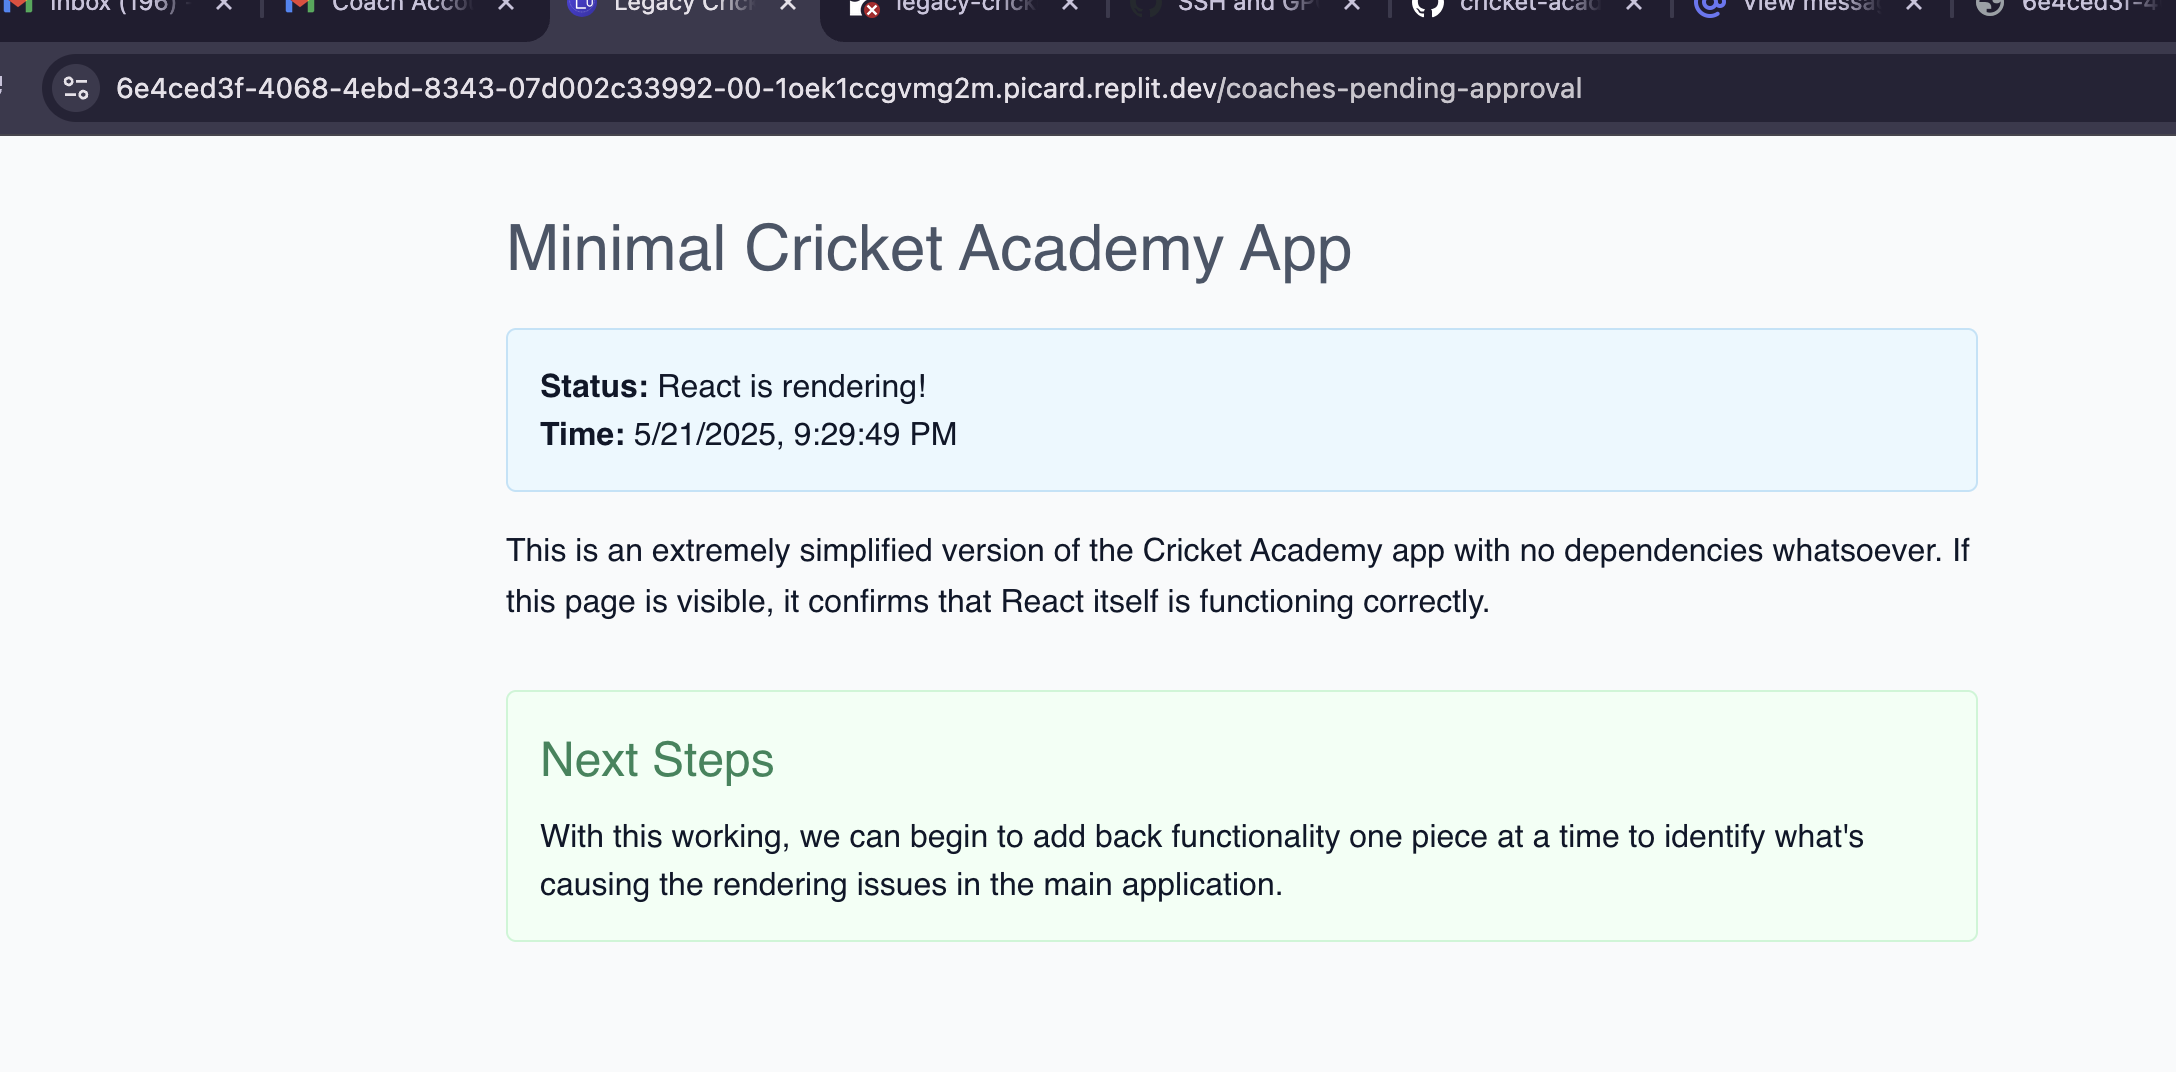 Inbox (196)
Coach Acco
Legacy Cric
legacy-crick
SSH and GP
cricket-acad
View messa
6e4ced3f-4
6e4ced3f-4068-4ebd-8343-07d002c33992-00-1oek1ccgvmg2m.picard.replit.dev/coaches-pending-approval
Minimal Cricket Academy App
Status: React is rendering!
Time: 5/21/2025, 9:29:49 PM
This is an extremely simplified version of the Cricket Academy app with no dependencies whatsoever. If
this page is visible, it confirms that React itself is functioning correctly.
Next Steps
With this working, we can begin to add back functionality one piece at a time to identify what's
causing the rendering issues in the main application.